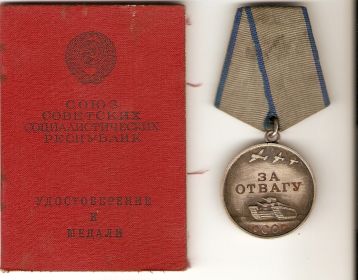 СОЮЗ
СОВЕТСКИХ
СОЦИАЛИСТИЧЕСКИХ
РЕСПУБЛИК
УДОСТОВЕРЕНИЕ
К
МЕДАЛИ
ЗА
ОТВАГУ
СССР